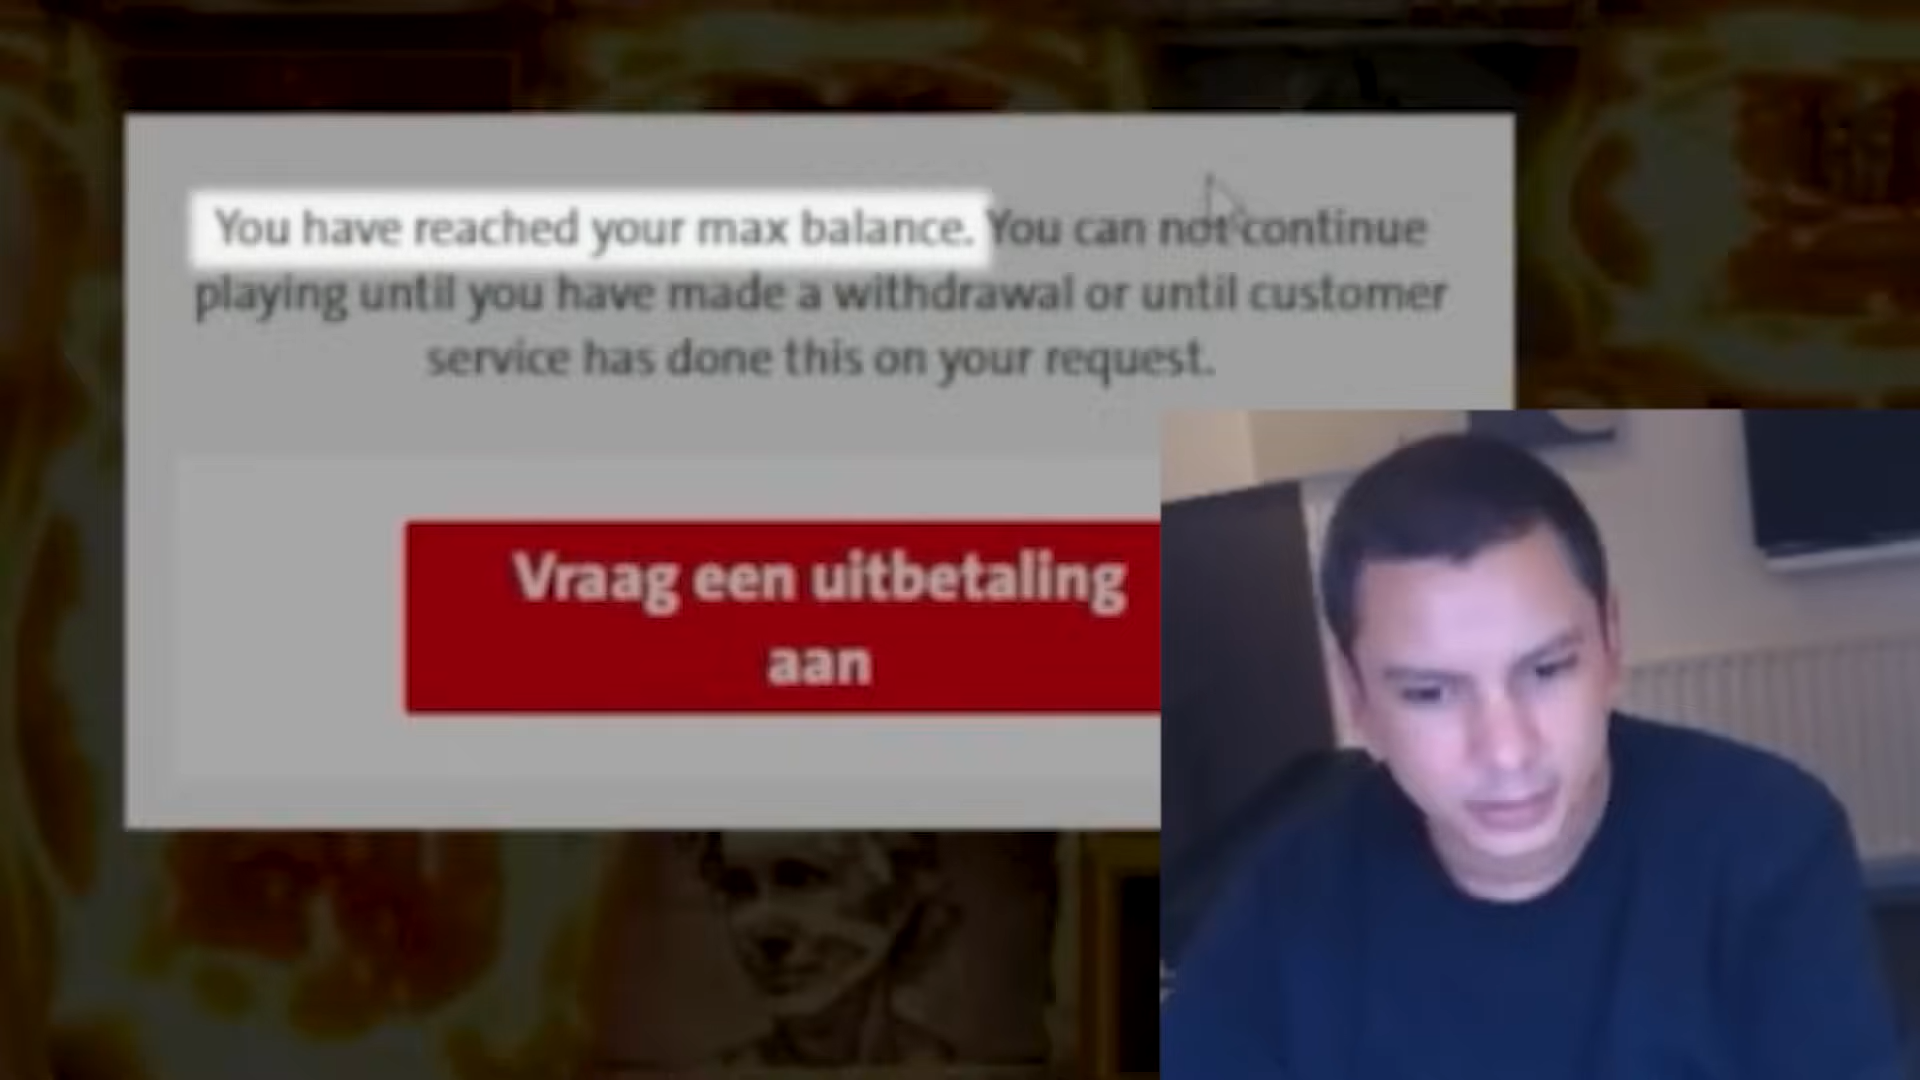 You have reached your max balance. You can not continue
playing until you have made a withdrawal or until customer
service has done this on your request.
Vraag een uitbetaling
aan